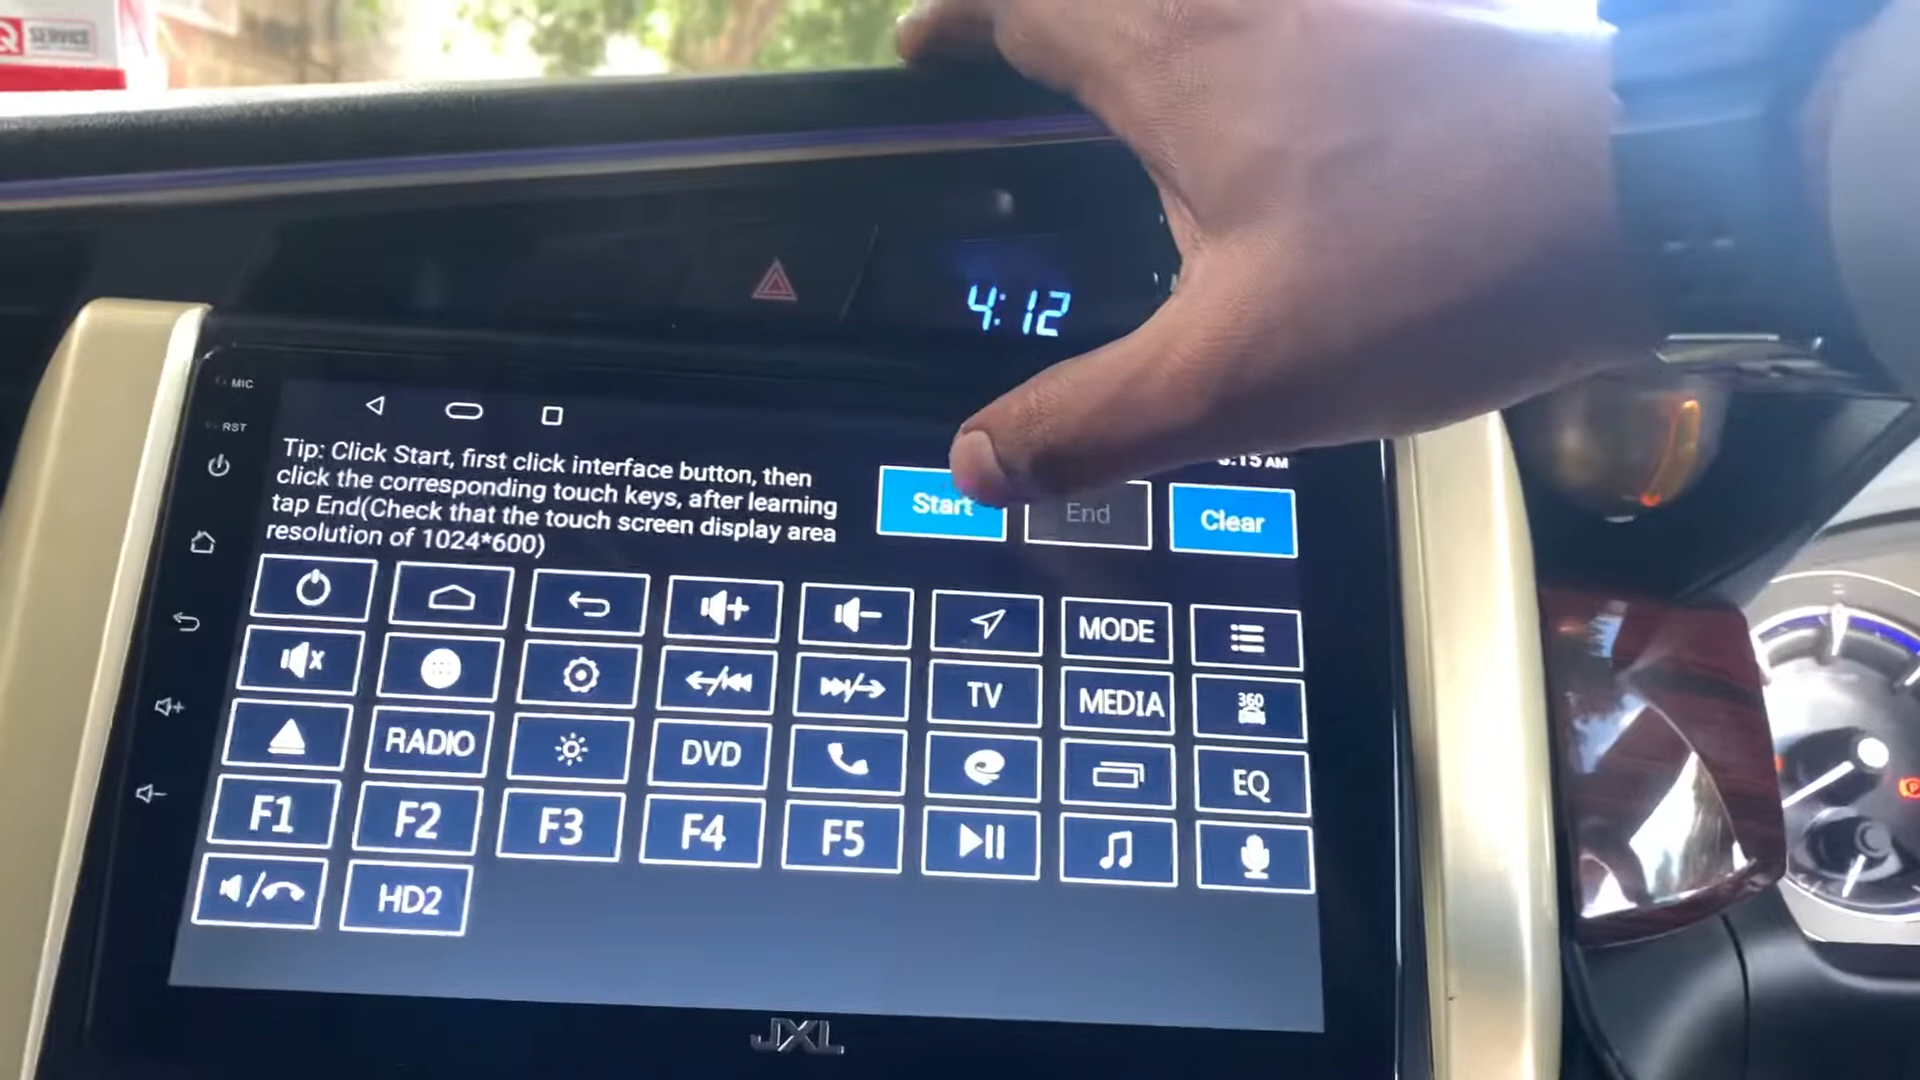 SERVICE
4:12
MIC
RST
Tip: Click Start, first click interface button, then
click the corresponding touch keys, after learning
tap End(Check that the touch screen display area
resolution of 1024*600)
Start
End
Clear
AM
MODE
TV
MEDIA
360
RADIO
DVD
EQ
F1
F2
F3
F4
F5
HD2
JXL